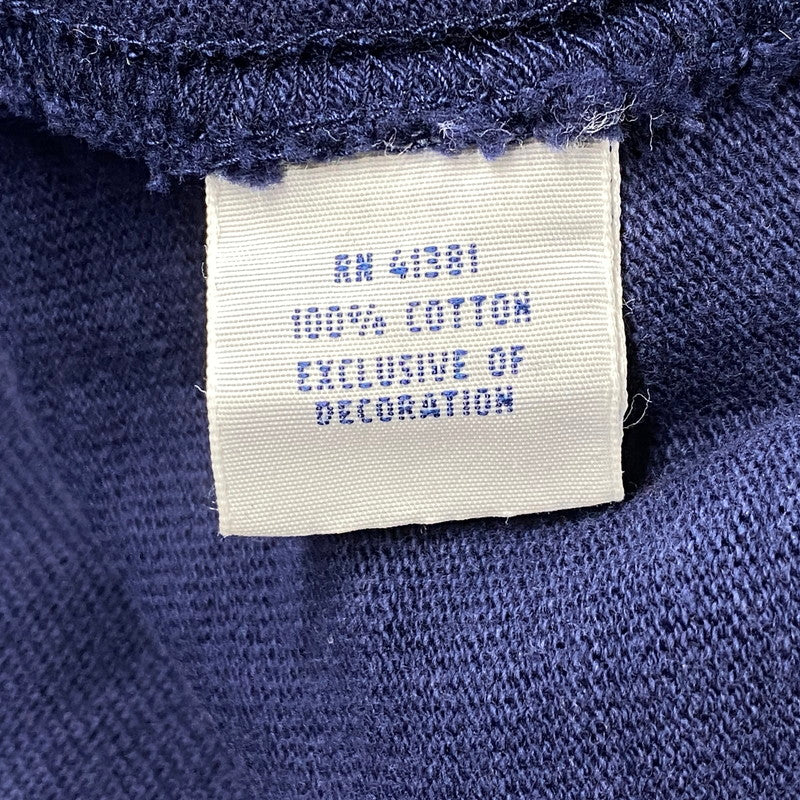 RN 41381
100% COTTON
EXCLUSIVE OF
DECORATION